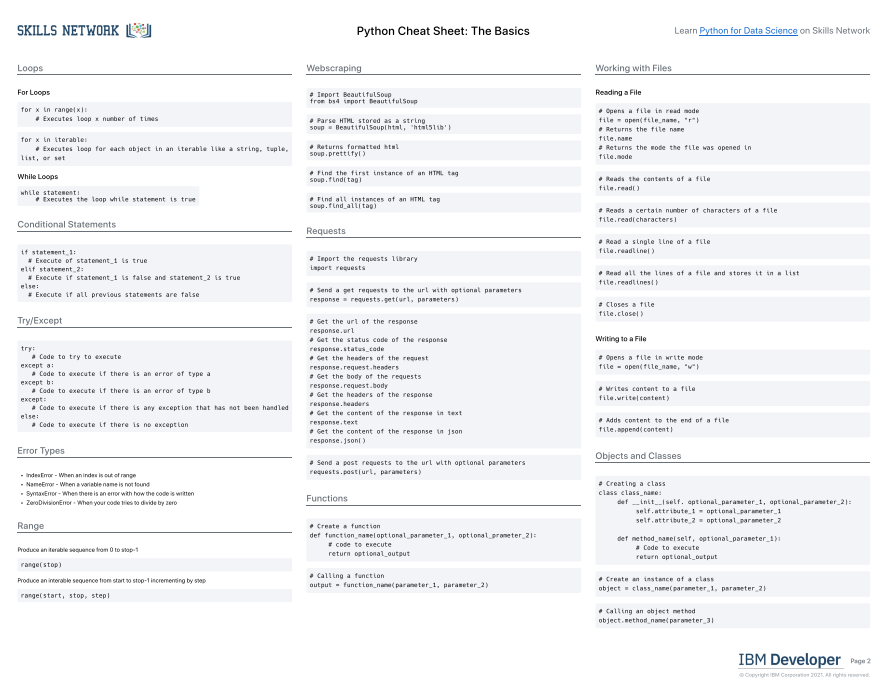 SKILLS NETWORK
Python Cheat Sheet: The Basics
Learn Python for Data Science on Skills Network
Loops
For Loops
for x in range(x):
# Executes loop x number of times
for x in iterable:
# Executes loop for each object in an iterable like a string, tuple,
list, or set
While Loops
while statement:
# Executes the loop while statement is true
Conditional Statements
if statement_1:
# Execute of statement_1 is true
elif statement_2:
# Execute if statement_1 is false and statement_2 is true
else:
# Execute if all previous statements are false
Try/Except
try:
# Code to try to execute
except a:
# Code to execute if there is an error of type a
except b:
# Code to execute if there is an error of type b
except:
# Code to execute if there is any exception that has not been handled
else:
# Code to execute if there is no exception
Error Types
• IndexError - When an index is out of range
• NameError - When a variable name is not found
• SyntaxError - When there is an error with how the code is written
• ZeroDivisionError - When your code tries to divide by zero
Range
Produce an iterable sequence from 0 to stop-1
range(stop)
Produce an interable sequence from start to stop-1 incrementing by step
range(start, stop, step)
Webscraping
# Import BeautifulSoup
from bs4 import BeautifulSoup
# Parse HTML stored as a string
soup = BeautifulSoup(html, 'html5lib')
# Returns formatted html
soup.prettify()
# Find the first instance of an HTML tag
soup.find(tag)
# Find all instances of an HTML tag
soup.find_all(tag)
Requests
# Import the requests library
import requests
# Send a get requests to the url with optional parameters
response = requests.get(url, parameters)
# Get the url of the response
response.url
# Get the status code of the response
response.status_code
# Get the headers of the request
response.request.headers
# Get the body of the requests
response.request.body
# Get the headers of the response
response.headers
# Get the content of the response in text
response.text
# Get the content of the response in json
response.json()
# Send a post requests to the url with optional parameters
requests.post(url, parameters)
Functions
# Create a function
def function_name(optional_parameter_1, optional_prameter_2):
# code to execute
return optional_output
# Calling a function
output = function_name(parameter_1, parameter_2)
Working with Files
Reading a File
# Opens a file in read mode
file = open(file_name, "r")
# Returns the file name
file.name
# Returns the mode the file was opened in
file.mode
# Reads the contents of a file
file.read()
# Reads a certain number of characters of a file
file.read(characters)
# Read a single line of a file
file.readline()
# Read all the lines of a file and stores it in a list
file.readlines()
# Closes a file
file.close()
Writing to a File
# Opens a file in write mode
file = open(file_name, "w")
# Writes content to a file
file.write(content)
# Adds content to the end of a file
file.append(content)
Objects and Classes
# Creating a class
class class_name:
def __init__(self. optional_parameter_1, optional_parameter_2):
self.attribute_1 = optional_parameter_1
self.attribute_2 = optional_parameter_2
def method_name(self, optional_parameter_1):
# Code to execute
return optional_output
# Create an instance of a class
object = class_name(parameter_1, parameter_2)
# Calling an object method
object.method_name(parameter_3)
IBM Developer
Page 2
© Copyright IBM Corporation 2021. All rights reserved.